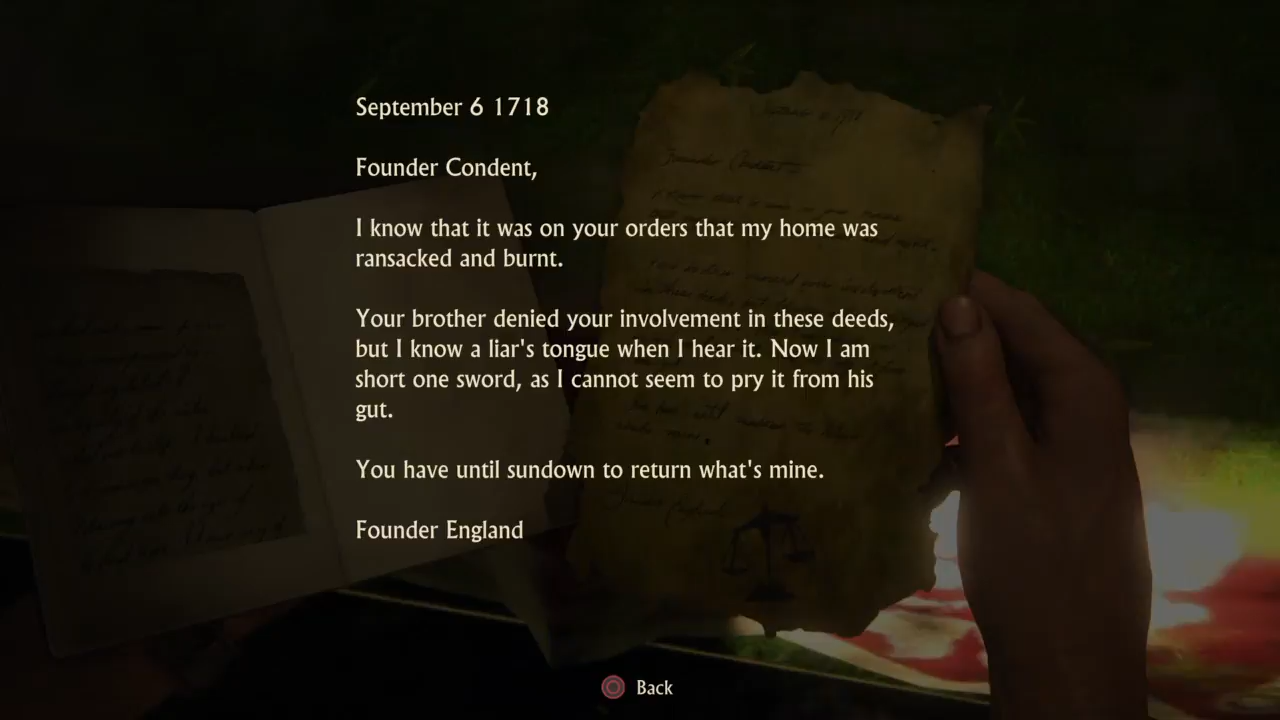 September 6 1718
Founder Condent,
I know that it was on your orders that my home was
ransacked and burnt.
Your brother denied your involvement in these deeds,
but I know a liar's tongue when I hear it. Now I am
short one sword, as I cannot seem to pry it from his
gut.
You have until sundown to return what's mine.
Founder England
Back